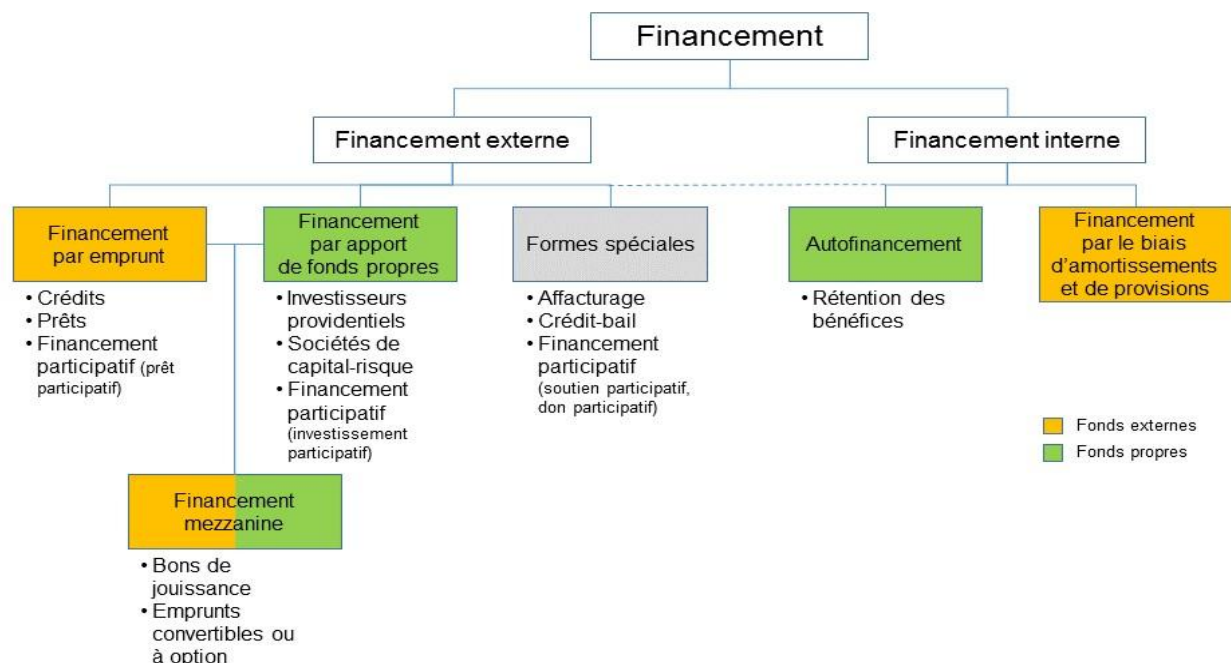 Financement
Financement externe
Financement interne
Financement
par emprunt
• Crédits
• Prêts
• Financement
participatif (prêt
participatif)
Financement
par apport
de fonds propres
• Investisseurs
providentiels
• Sociétés de
capital-risque
• Financement
participatif
(investissement
participatif)
Formes spéciales
• Affacturage
• Crédit-bail
• Financement
participatif
(soutien participatif,
don participatif)
Autofinancement
• Rétention des
bénéfices
Financement
par le biais
d'amortissements
et de provisions
Fonds externes
Fonds propres
Financement
mezzanine
• Bons de
jouissance
• Emprunts
convertibles ou
à option